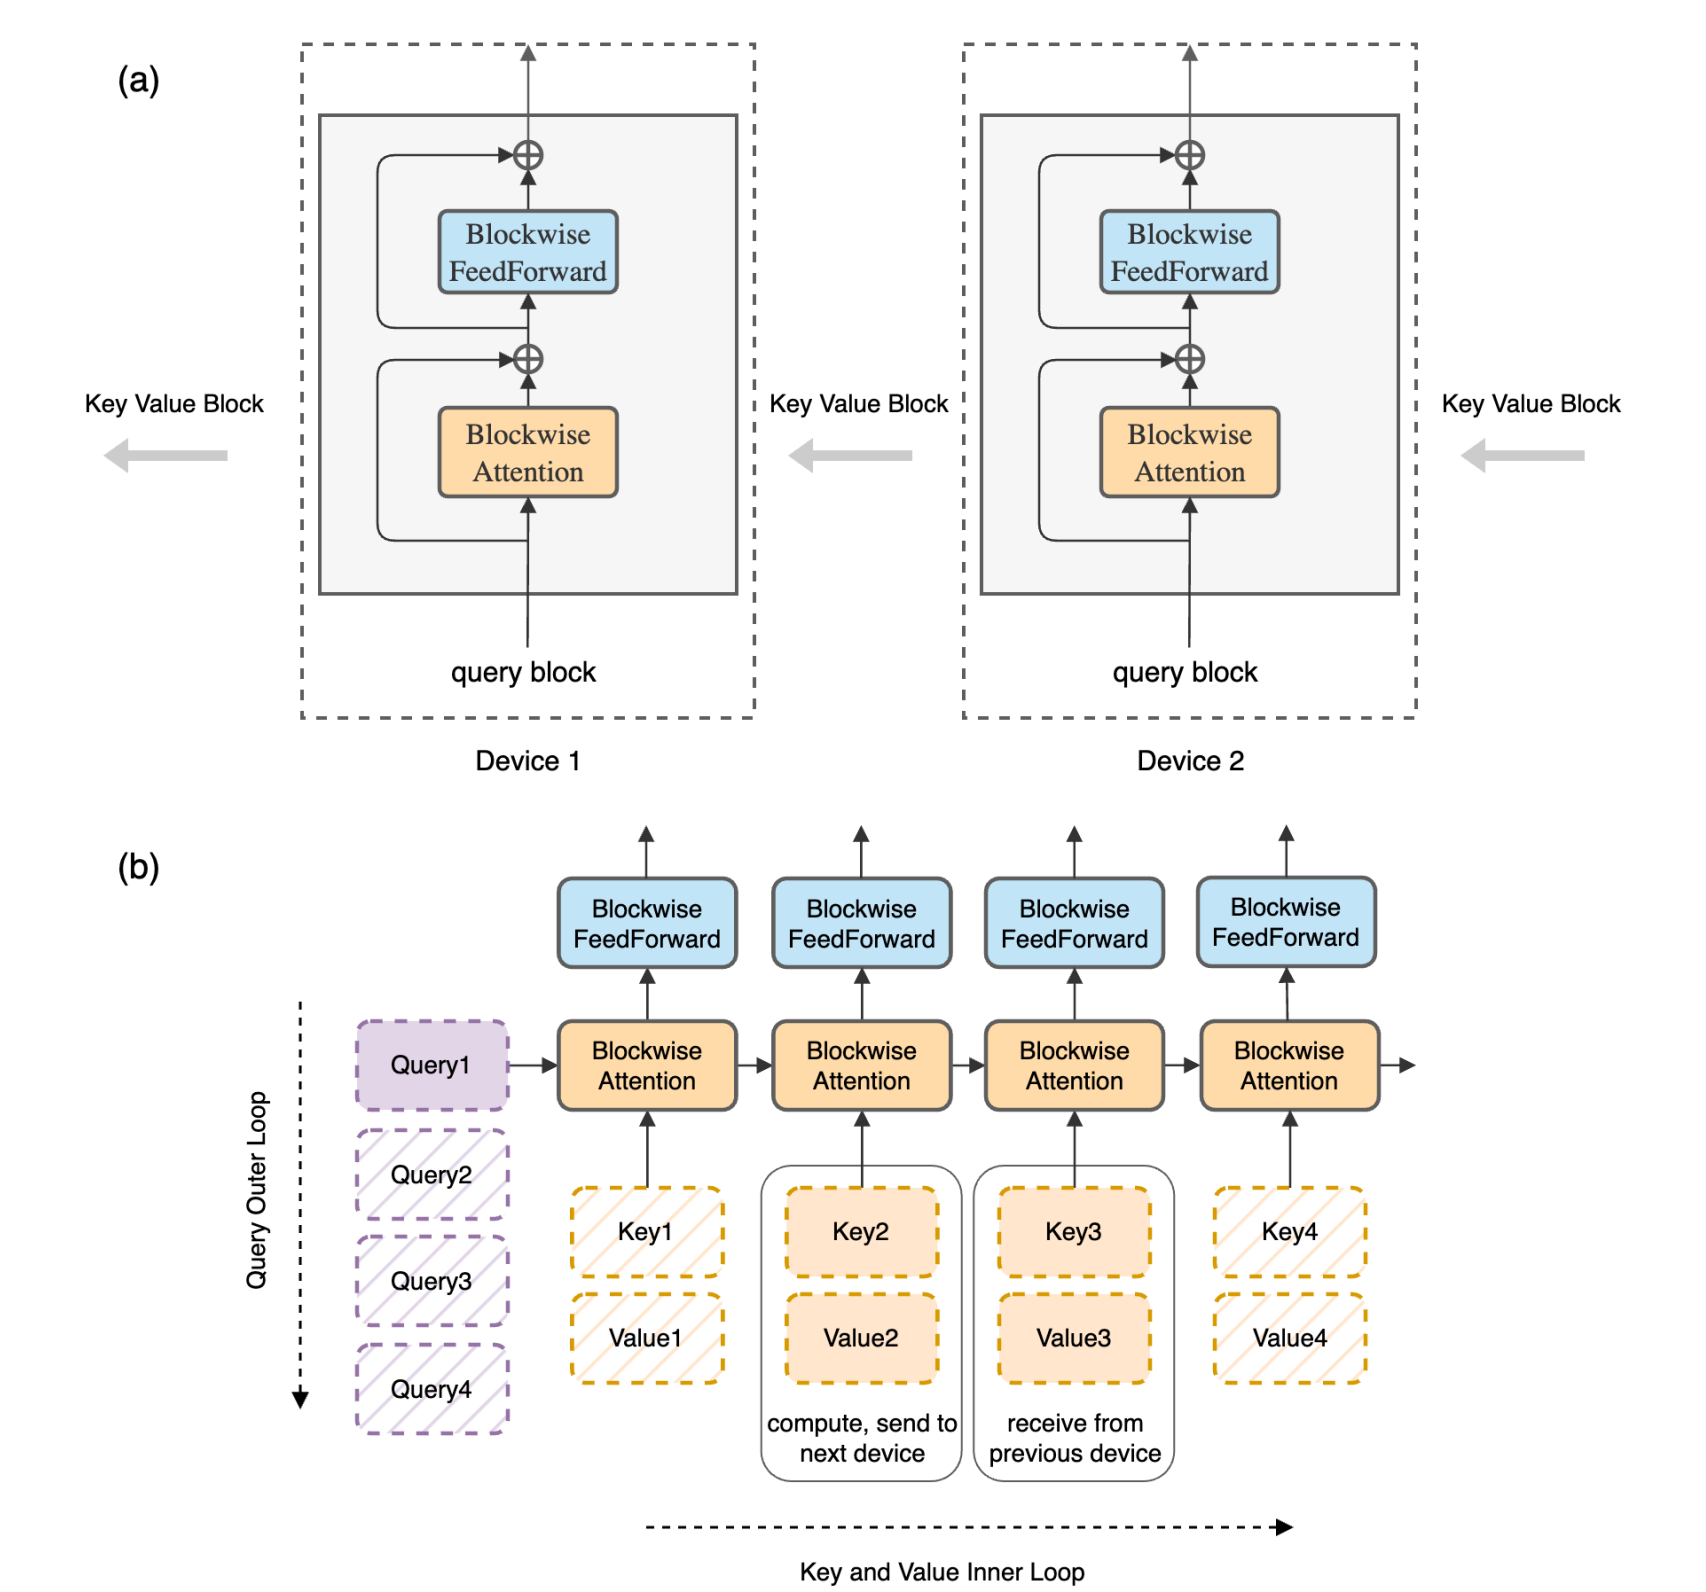 (a)
Blockwise
FeedForward
Blockwise
FeedForward
Key Value Block
Key Value Block
Key Value Block
Blockwise
Attention
Blockwise
Attention
query block
query block
Device 1
Device 2
(b)
Blockwise
FeedForward
Blockwise
FeedForward
Blockwise
FeedForward
Blockwise
FeedForward
Query Outer Loop
Query1
Blockwise
Attention
Blockwise
Attention
Blockwise
Attention
Blockwise
Attention
Query2
Query3
Query4
Key1
Key2
Key3
Key4
Value1
Value2
Value3
Value4
compute, send to
next device
receive from
previous device
Key and Value Inner Loop